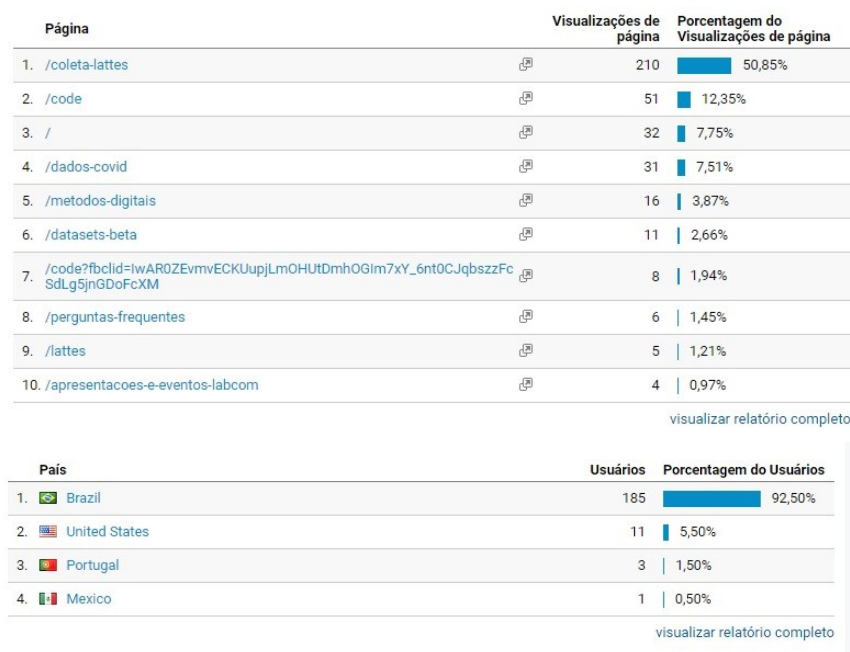 Página Visualizações de página Porcentagem do Visualizações de página
1. /coleta-lattes 210 50,85%
2. /code 51 12,35%
3. / 32 7,75%
4. /dados-covid 31 7,51%
5. /metodos-digitais 16 3,87%
6. /datasets-beta 11 2,66%
7. /code?fbclid=IwAR0ZEvmvECKUupjLmOHUtDmhOGIm7xY_6nt0CJqbszzFc
SdLg5jnGDoFcXM 8 1,94%
8. /perguntas-frequentes 6 1,45%
9. /lattes 5 1,21%
10. /apresentacoes-e-eventos-labcom 4 0,97%
visualizar relatório completo
País Usuários Porcentagem do Usuários
1. Brazil 185 92,50%
2. United States 11 5,50%
3. Portugal 3 1,50%
4. Mexico 1 0,50%
visualizar relatório completo